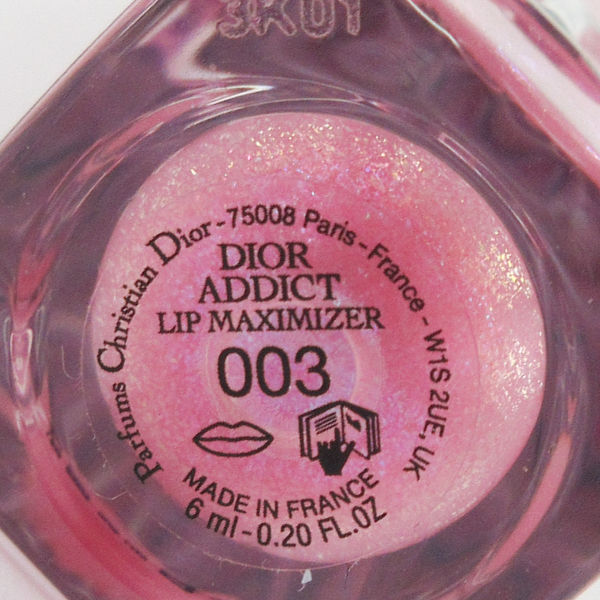 3K01
Parfums Christian Dior - 75008 Paris - France - W1S 2UE, UK
DIOR
ADDICT
LIP MAXIMIZER
003
MADE IN FRANCE
6 ml - 0.20 FL.OZ